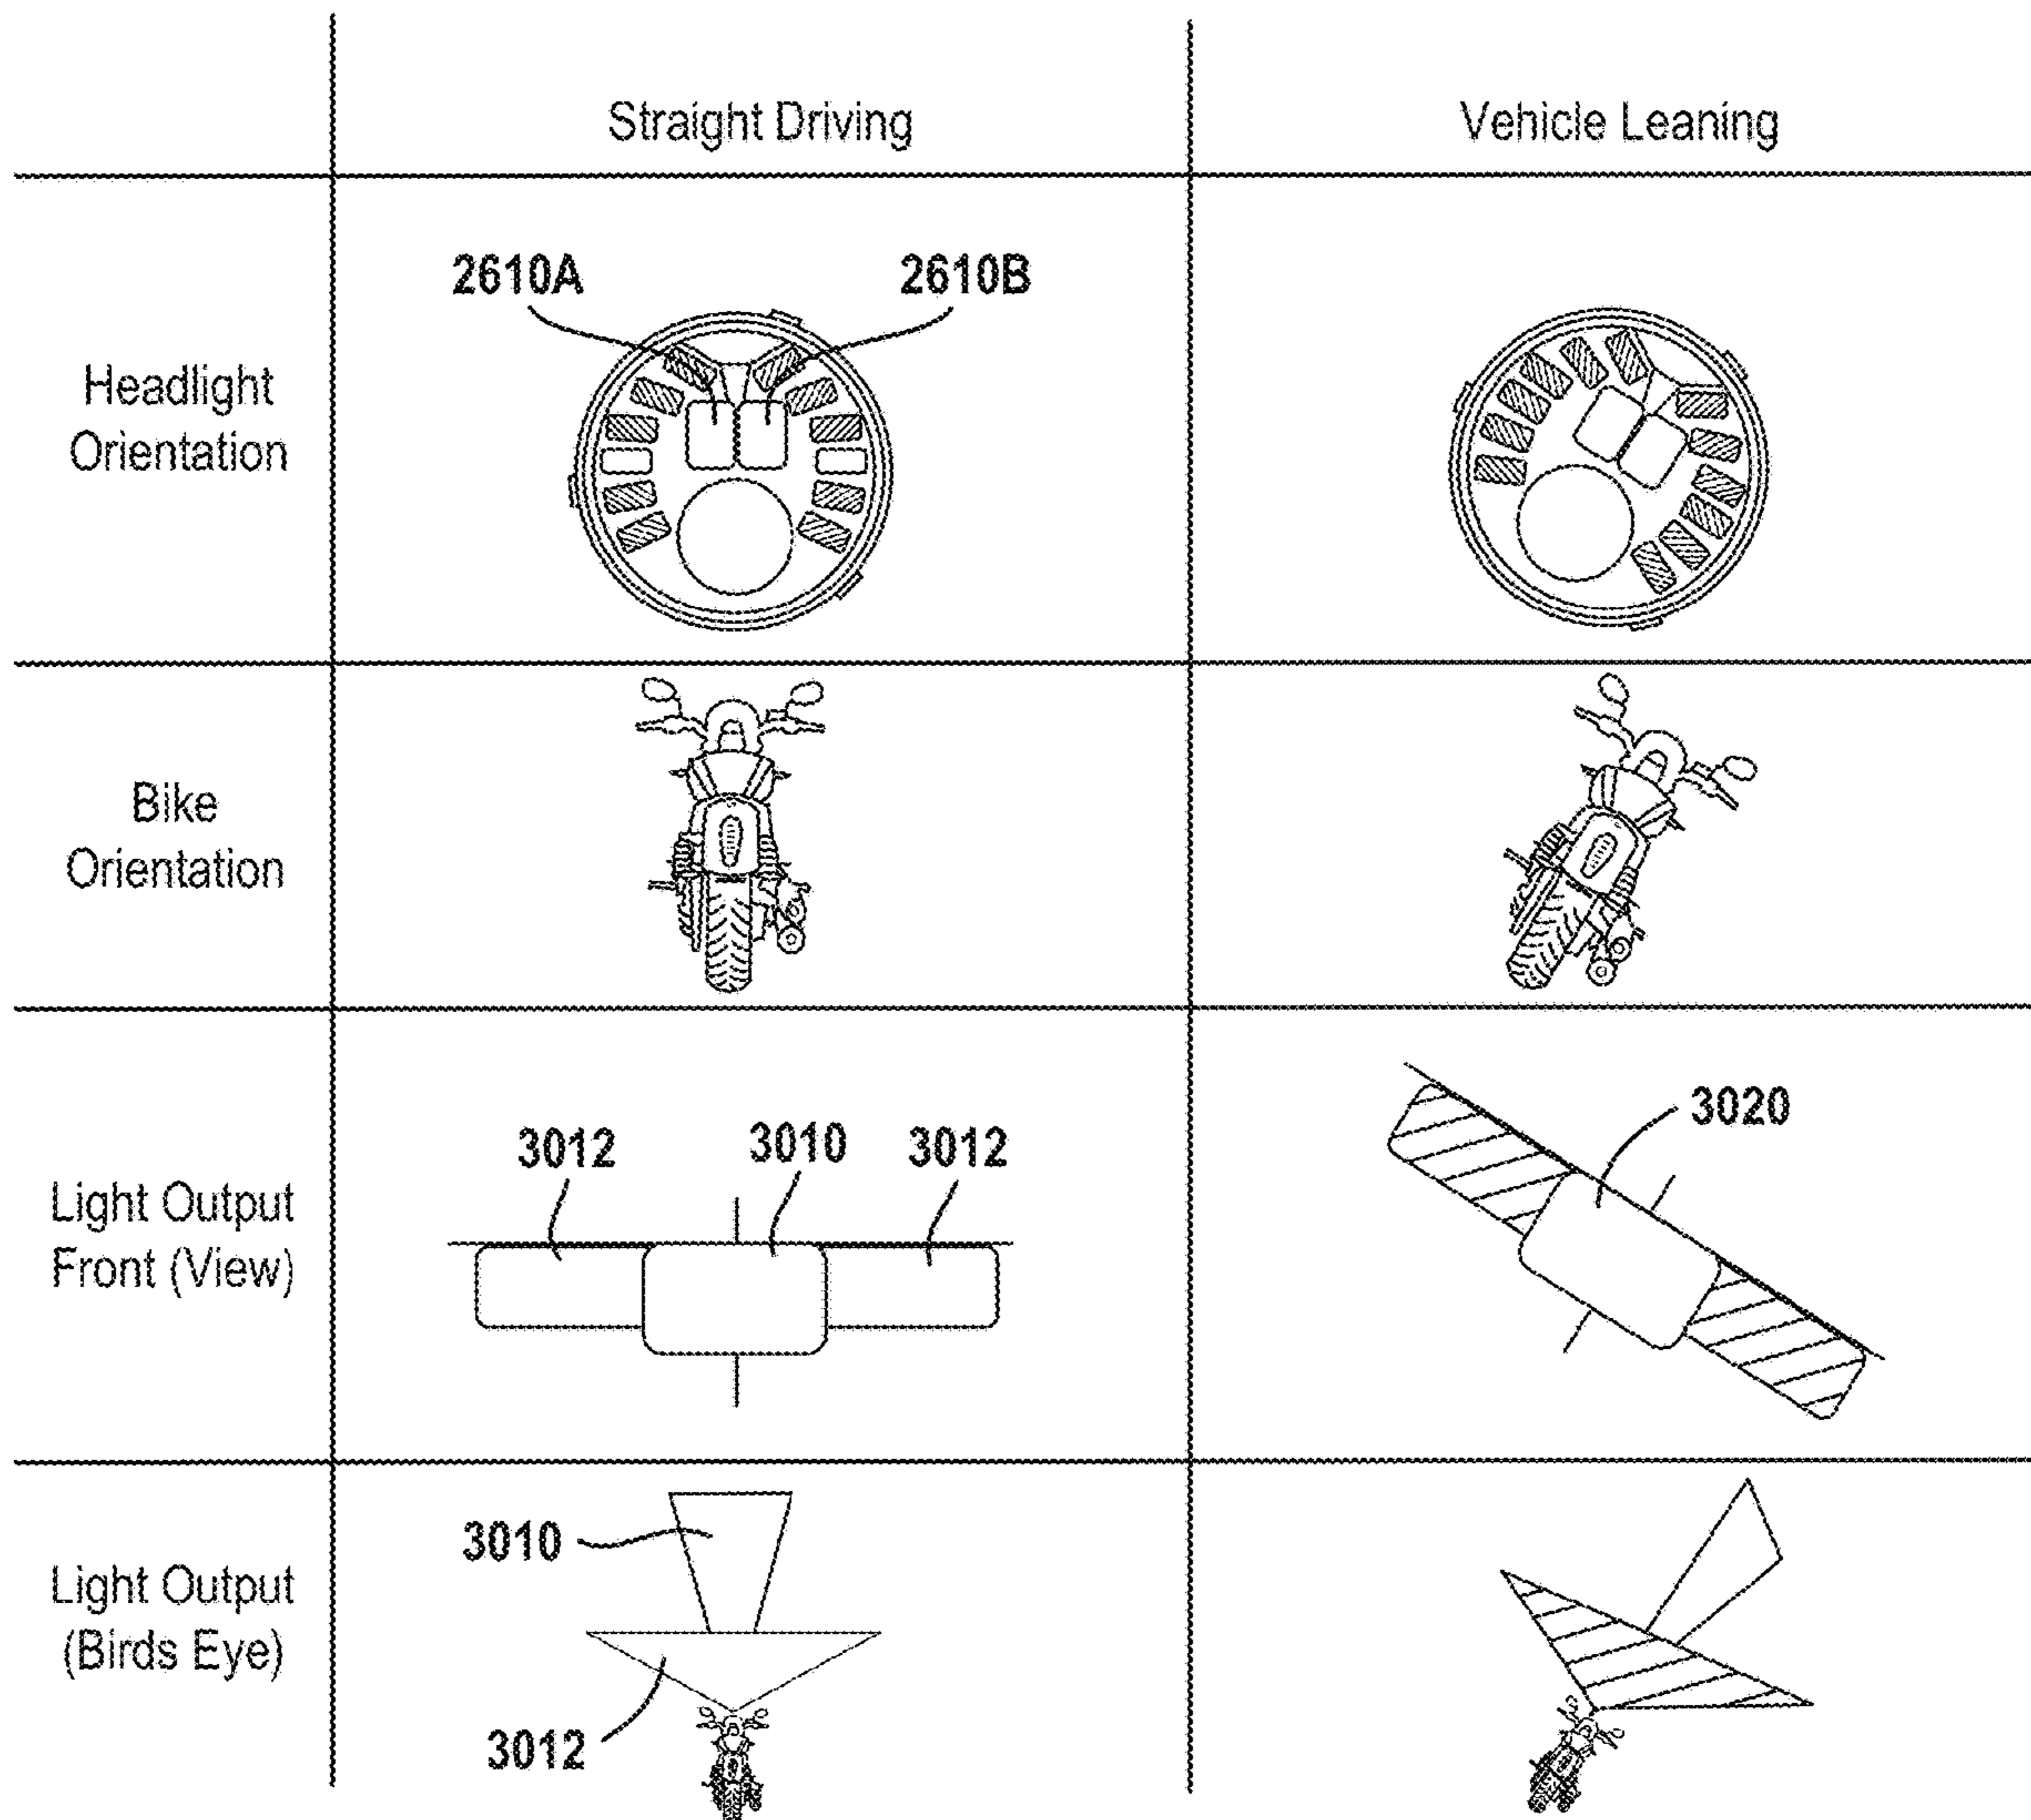 Straight Driving
Vehicle Leaning
Headlight
Orientation
2610A
2610B
Bike
Orientation
Light Output
Front (View)
3012
3010
3012
3020
Light Output
(Birds Eye)
3010
3012